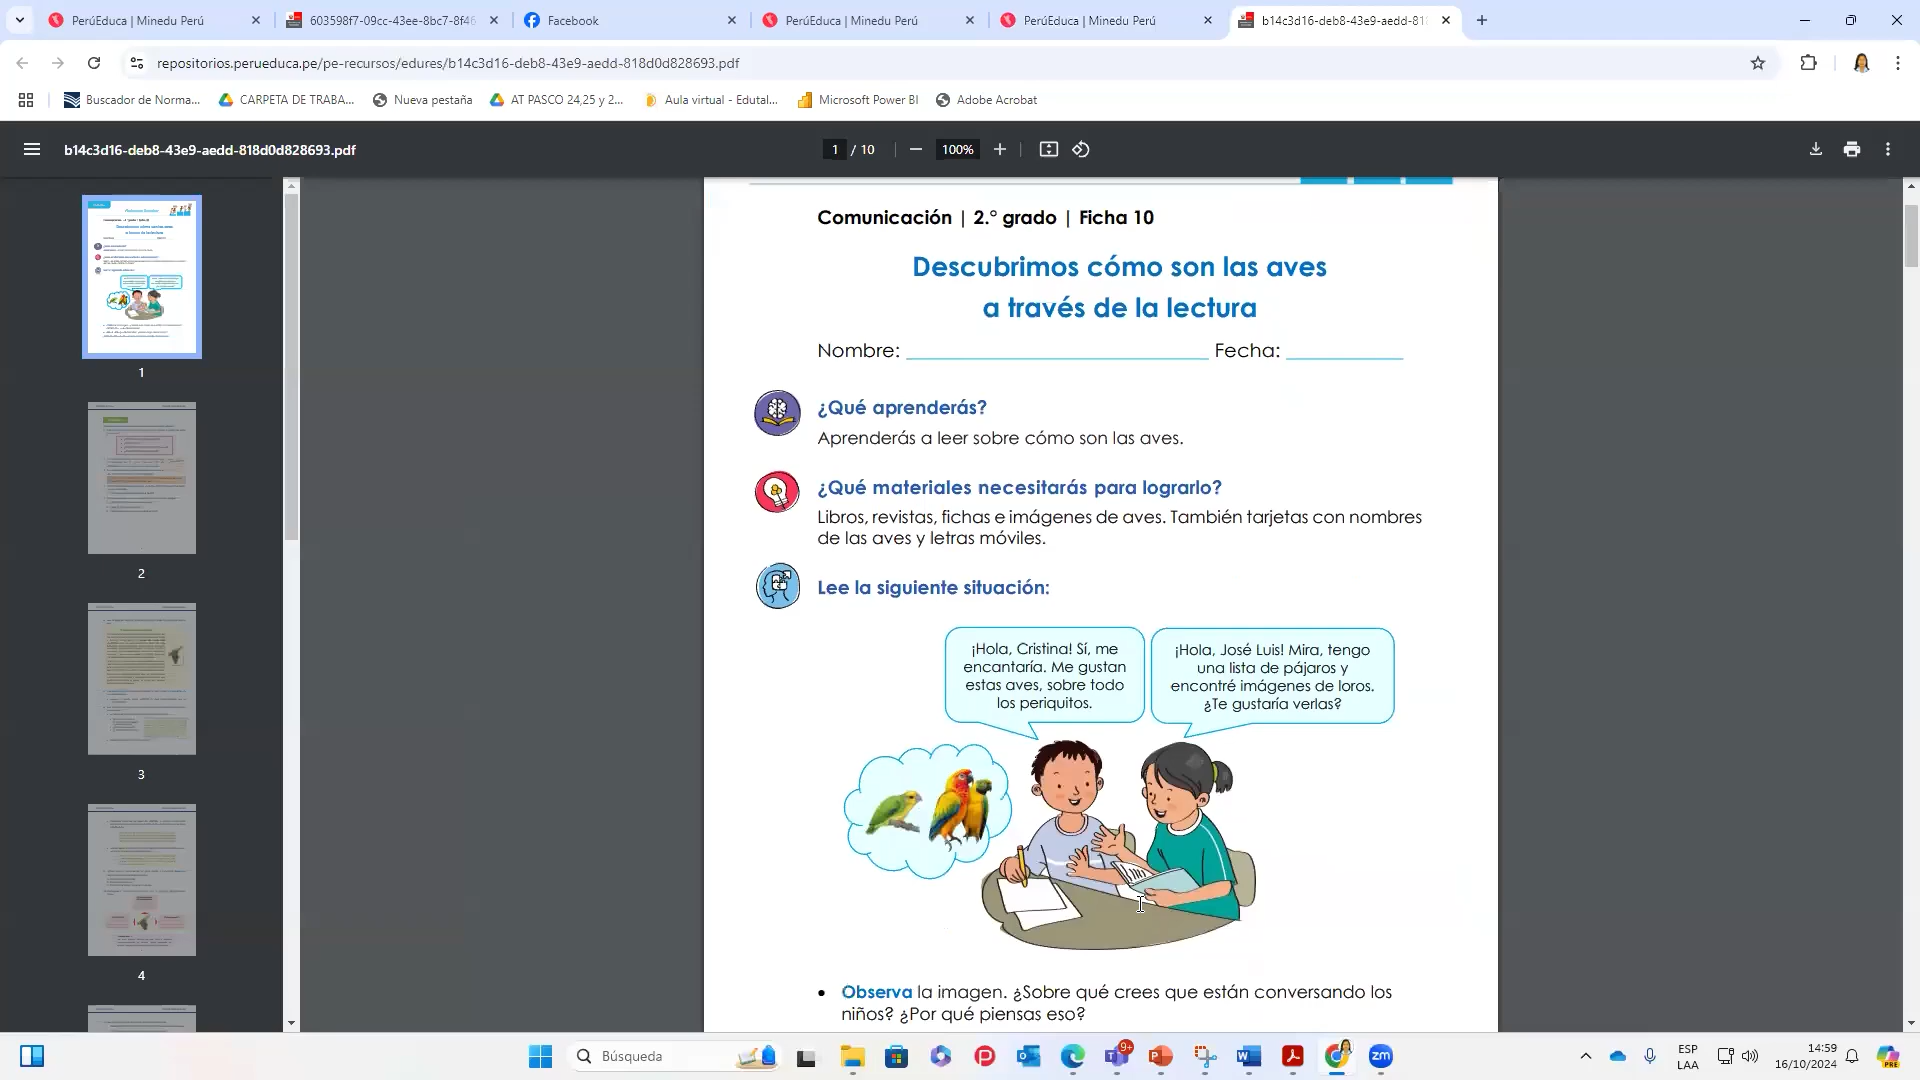 PerúEduca | Minedu Perú
603598f7-09cc-43ee-8bc7-8f46
Facebook
PerúEduca | Minedu Perú
PerúEduca | Minedu Perú
b14c3d16-deb8-43e9-aedd-818
repositorios.perueduca.pe/pe-recursos/edures/b14c3d16-deb8-43e9-aedd-818d0d828693.pdf
Buscador de Norma...
CARPETA DE TRABA...
Nueva pestaña
AT PASCO 24,25 y 2...
Aula virtual - Edutal...
Microsoft Power BI
Adobe Acrobat
b14c3d16-deb8-43e9-aedd-818d0d828693.pdf
1 / 10
100%
1
2
3
4
Comunicación | 2.° grado | Ficha 10
Descubrimos cómo son las aves
a través de la lectura
Nombre: Fecha:
¿Qué aprenderás?
Aprenderás a leer sobre cómo son las aves.
¿Qué materiales necesitarás para lograrlo?
Libros, revistas, fichas e imágenes de aves. También tarjetas con nombres
de las aves y letras móviles.
Lee la siguiente situación:
¡Hola, Cristina! Sí, me
encantaría. Me gustan
estas aves, sobre todo
los periquitos.
¡Hola, José Luis! Mira, tengo
una lista de pájaros y
encontré imágenes de loros.
¿Te gustaría verlas?
• Observa la imagen. ¿Sobre qué crees que están conversando los
niños? ¿Por qué piensas eso?
Búsqueda
9+
zm
ESP
LAA
14:59
16/10/2024
PRE